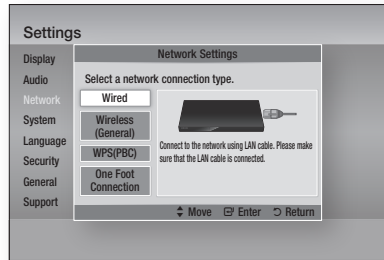 Settings
Display
Audio
Network
System
Language
Security
General
Support
Network Settings
Select a network connection type.
Wired
Wireless
(General)
WPS(PBC)
One Foot
Connection
Connect to the network using LAN cable. Please make
sure that the LAN cable is connected.
Move Enter Return